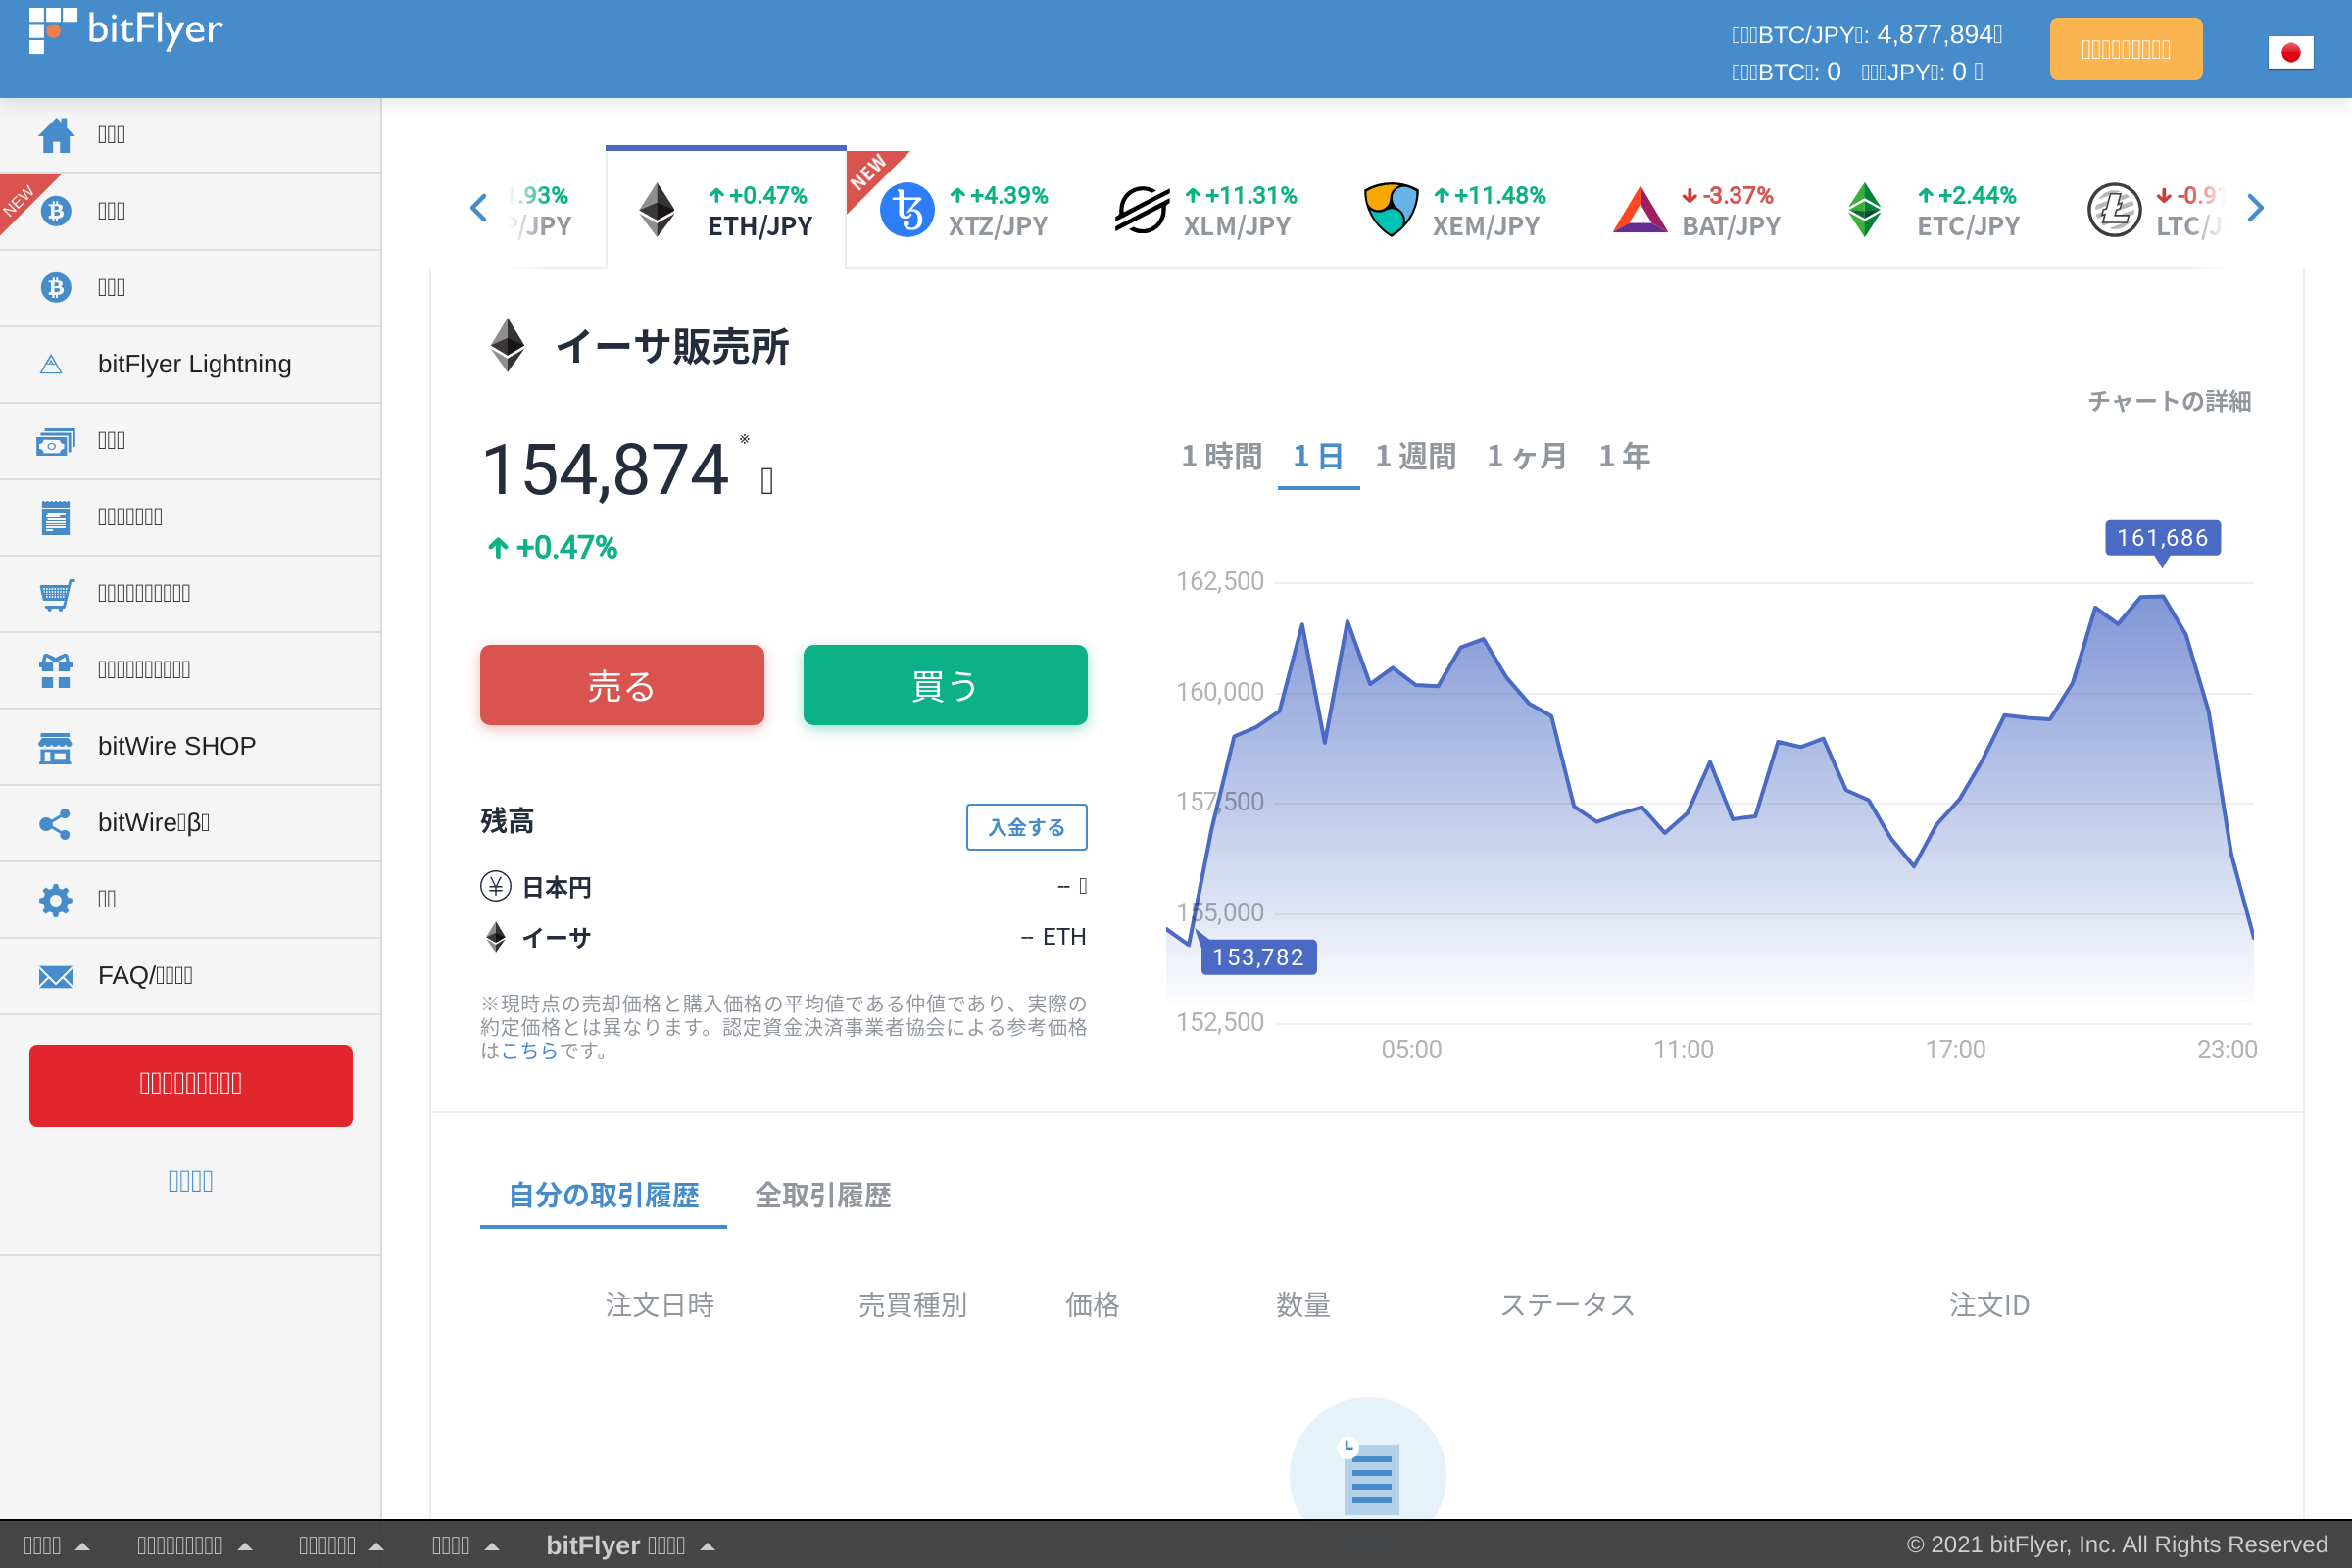 bitFlyer
BTC/JPY: 4,877,894
BTC: 0 JPY: 0
NEW
bitFlyer Lightning
bitWire SHOP
bitWire β
FAQ/
.93%
/JPY
+0.47%
ETH/JPY
NEW
+4.39%
XTZ/JPY
+11.31%
XLM/JPY
+11.48%
XEM/JPY
-3.37%
BAT/JPY
+2.44%
ETC/JPY
-0.9
LTC/J
イーサ販売所
チャートの詳細
154,874 ※
+0.47%
1 時間 1 日 1 週間 1 ヶ月 1 年
売る 買う
残高 入金する
日本円 --
イーサ -- ETH
※現時点の売却価格と購入価格の平均値である仲値であり、実際の
約定価格とは異なります。認定資金決済事業者協会による参考価格
はこちらです。
161,686
162,500
160,000
157,500
155,000
153,782
152,500
05:00 11:00 17:00 23:00
自分の取引履歴 全取引履歴
注文日時 売買種別 価格 数量 ステータス 注文ID
bitFlyer
© 2021 bitFlyer, Inc. All Rights Reserved